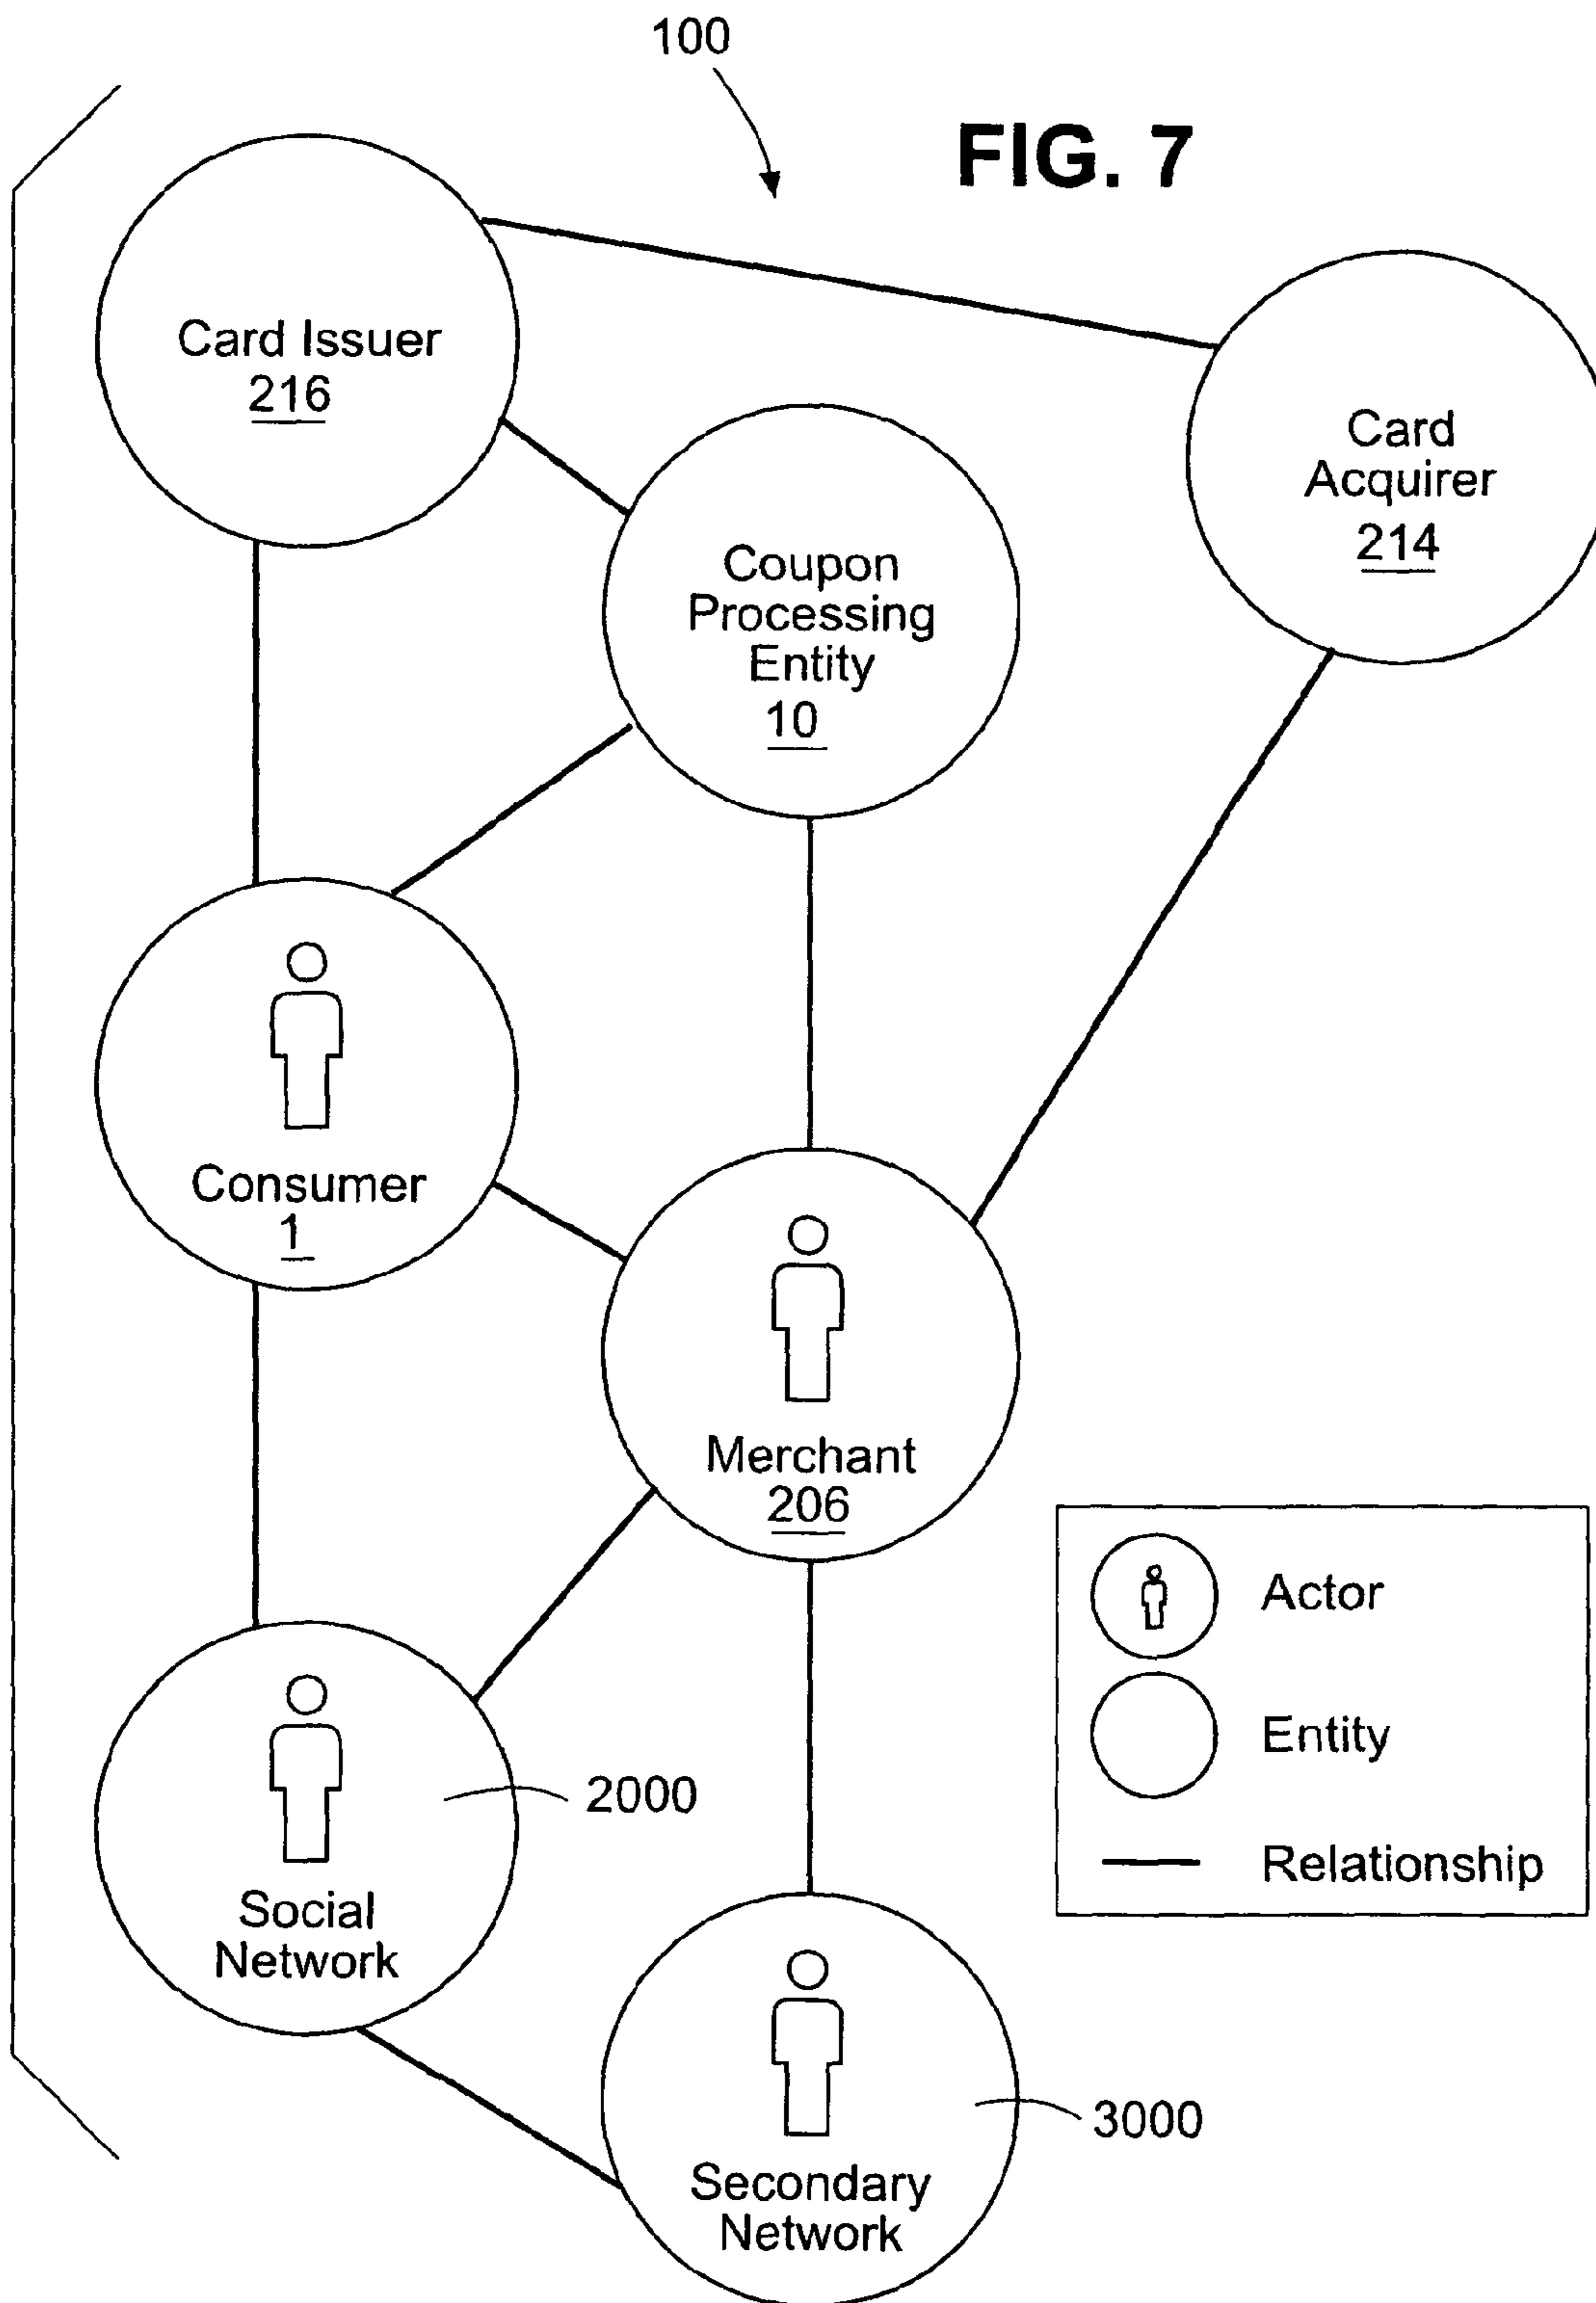 100
FIG. 7
Card Issuer
216
Card
Acquirer
214
Coupon
Processing
Entity
10
Consumer
1
Merchant
206
Actor
Entity
Relationship
2000
Social
Network
3000
Secondary
Network